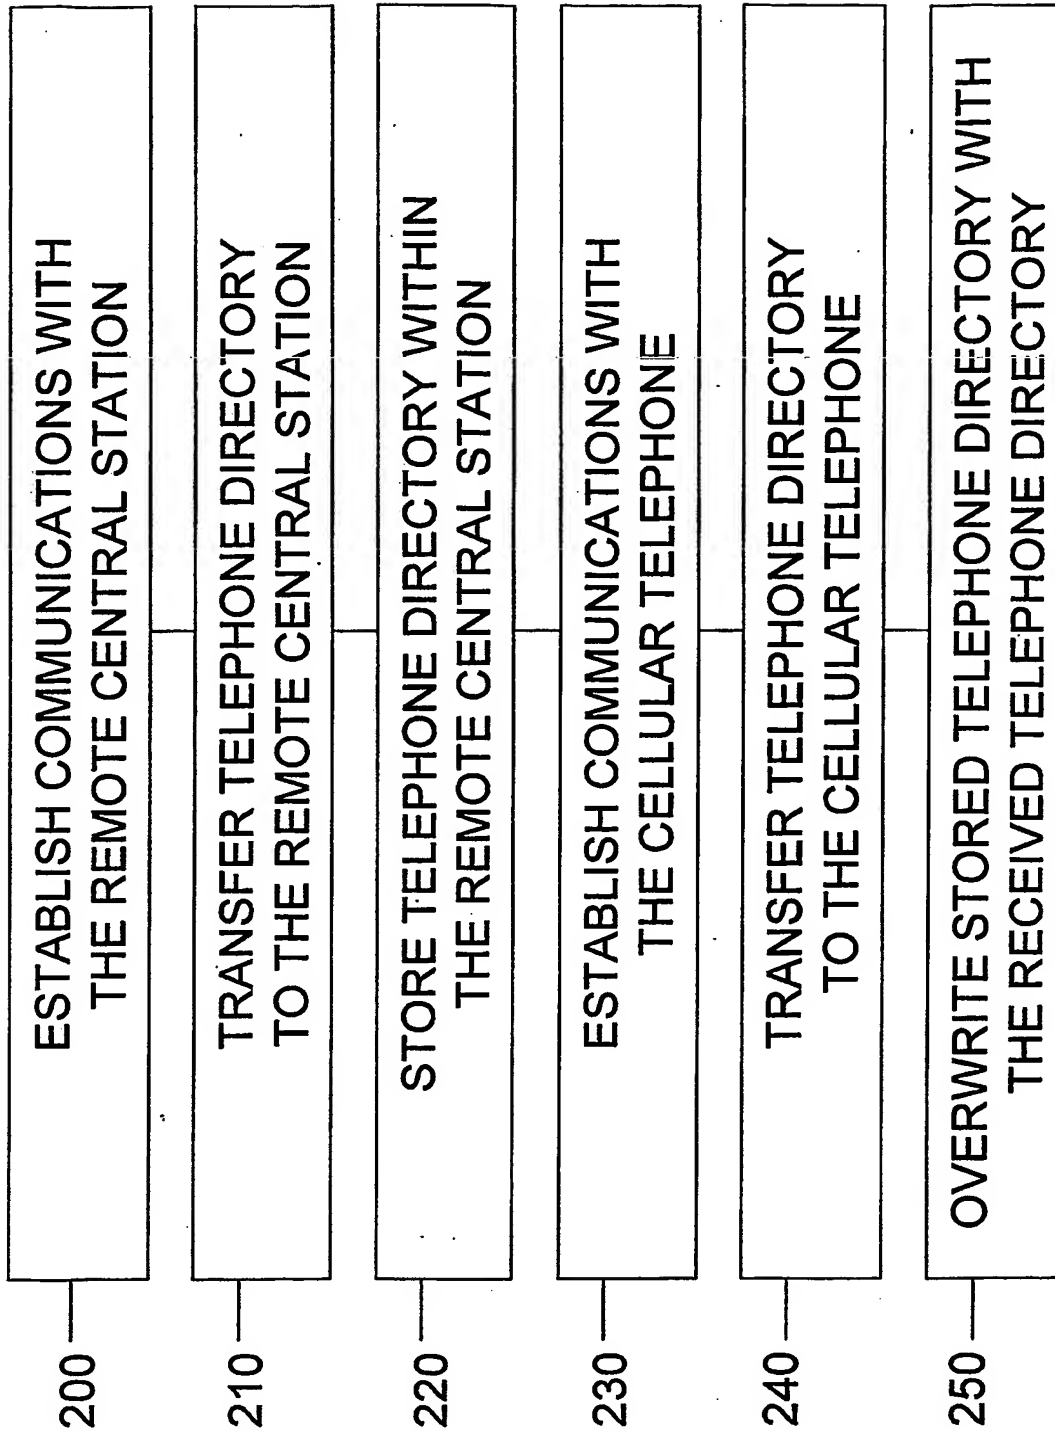 200
ESTABLISH COMMUNICATIONS WITH
THE REMOTE CENTRAL STATION
210
TRANSFER TELEPHONE DIRECTORY
TO THE REMOTE CENTRAL STATION
220
STORE TELEPHONE DIRECTORY WITHIN
THE REMOTE CENTRAL STATION
230
ESTABLISH COMMUNICATIONS WITH
THE CELLULAR TELEPHONE
240
TRANSFER TELEPHONE DIRECTORY
TO THE CELLULAR TELEPHONE
250
OVERWRITE STORED TELEPHONE DIRECTORY WITH
THE RECEIVED TELEPHONE DIRECTORY